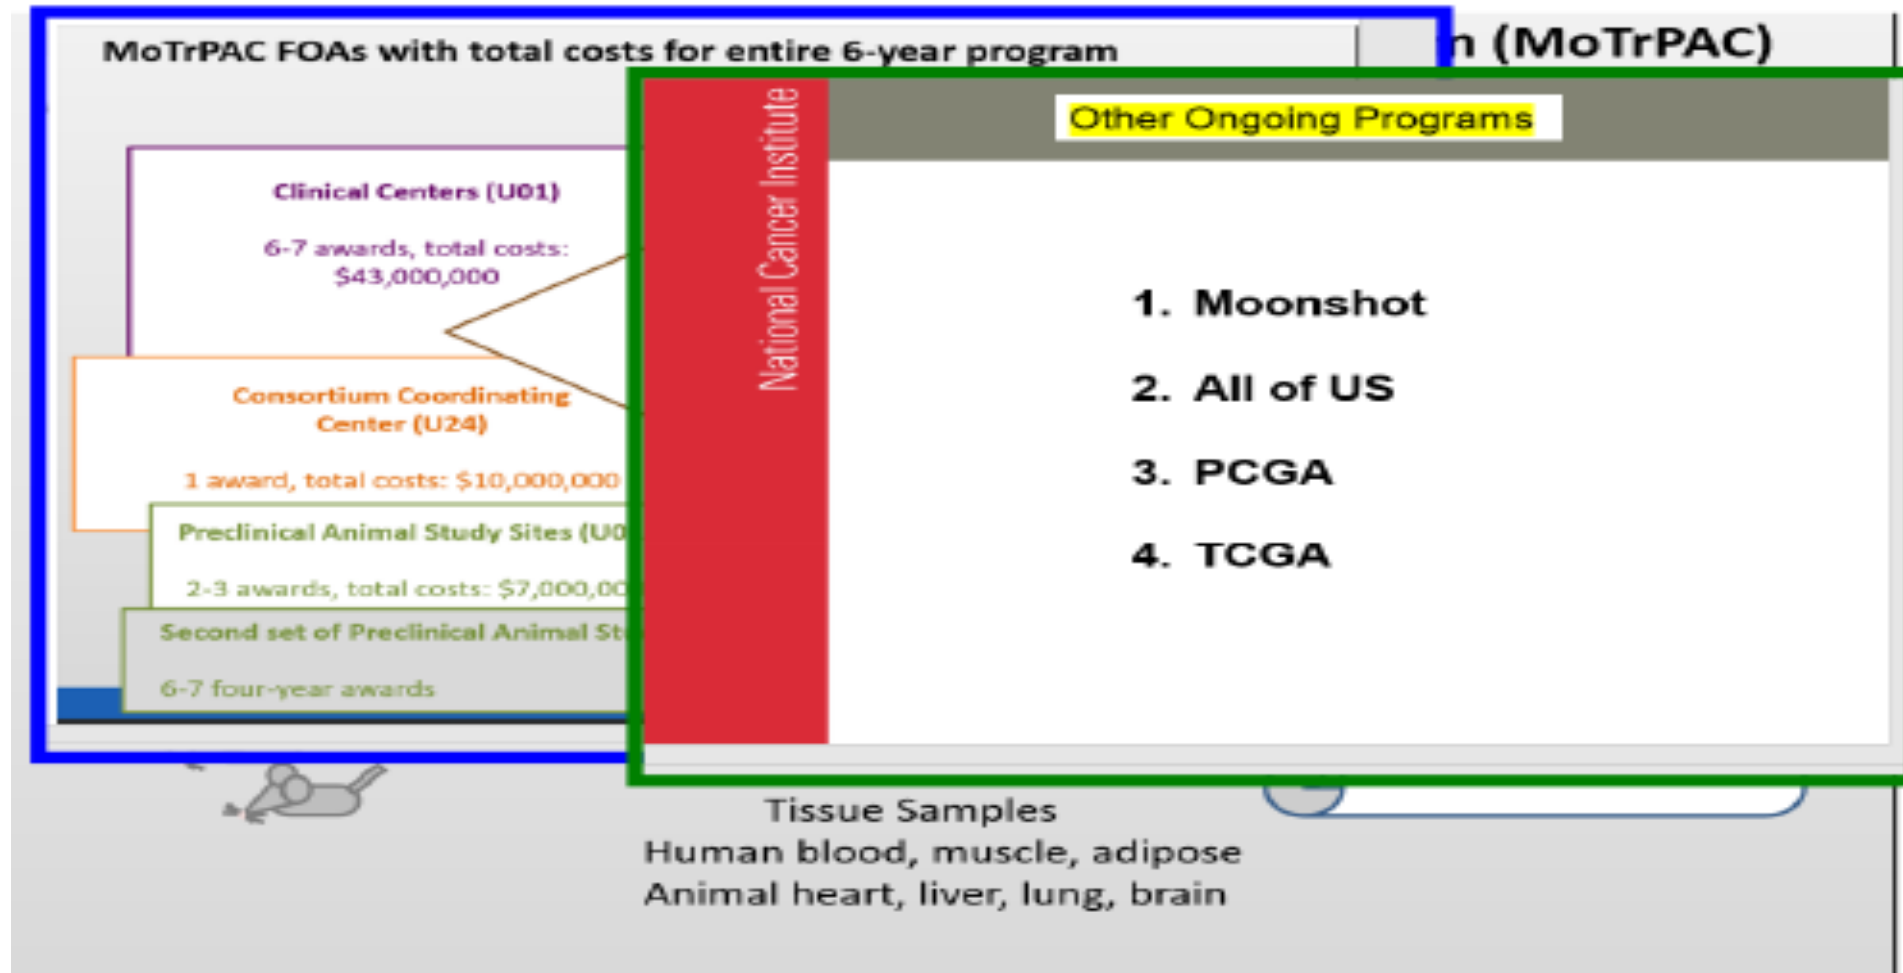 MoTrPAC FOAs with total costs for entire 6-year program
(MoTrPAC)
Clinical Centers (U01)
6-7 awards, total costs:
$43,000,000
Consortium Coordinating
Center (U24)
1 award, total costs: $10,000,000
Preclinical Animal Study Sites
2-3 awards, total costs:
Second set of Preclinical Animal
6-7 four-year awards
National Cancer Institute
Other Ongoing Programs
1. Moonshot
2. All of US
3. PCGA
4. TCGA
Tissue Samples
Human blood, muscle, adipose
Animal heart, liver, lung, brain